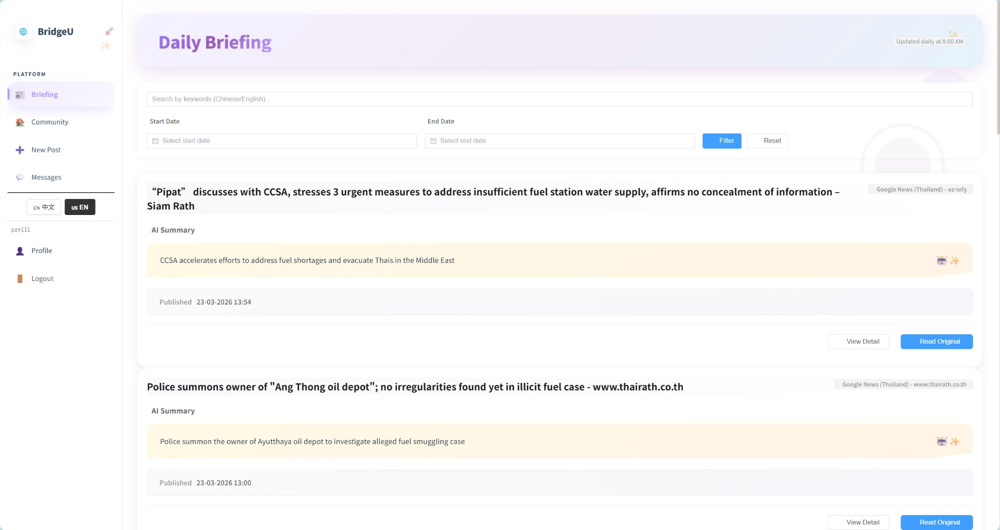 BridgeU
PLATFORM
Briefing
Community
New Post
Messages
CN 中文
US EN
pzylll
Profile
Logout
Daily Briefing
Updated daily at 8:00 AM
Search by keywords (Chinese/English)...
Start Date
End Date
Select start date
Select end date
Filter
Reset
“Pipat” discusses with CCSA, stresses 3 urgent measures to address insufficient fuel station water supply, affirms no concealment of information –
Siam Rath
Google News (Thailand) - สยามรัฐ
AI Summary
CCSA accelerates efforts to address fuel shortages and evacuate Thais in the Middle East
Published 23-03-2026 13:54
View Detail
Read Original
Police summons owner of "Ang Thong oil depot"; no irregularities found yet in illicit fuel case - www.thairath.co.th
Google News (Thailand) - www.thairath.co.th
AI Summary
Police summon the owner of Ayutthaya oil depot to investigate alleged fuel smuggling case
Published 23-03-2026 13:00
View Detail
Read Original